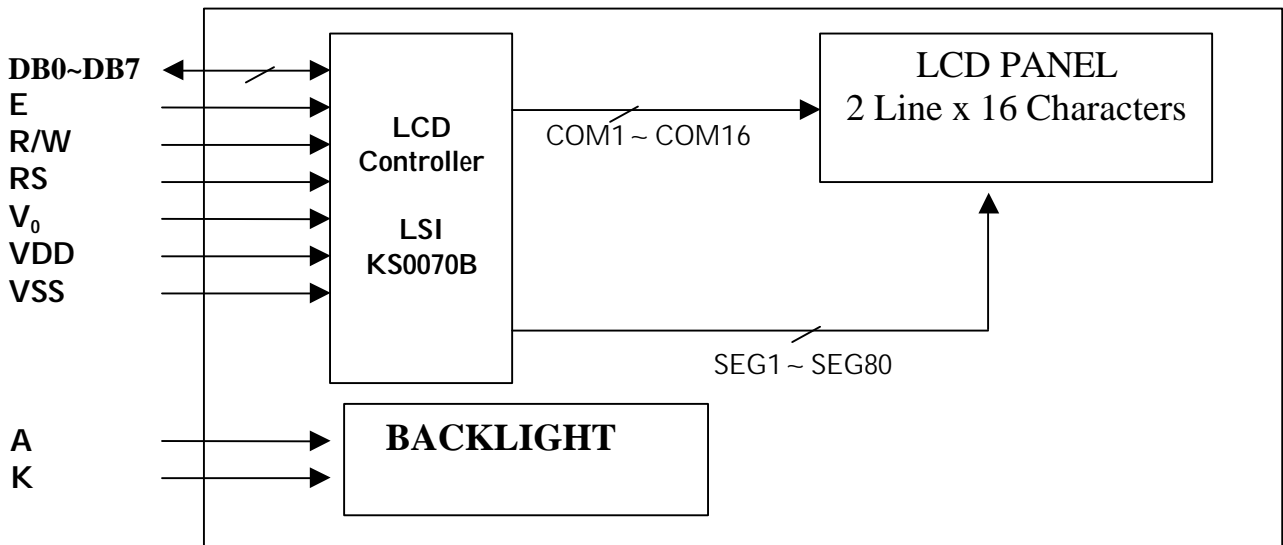 DB0~DB7
E
R/W
RS
V₀
VDD
VSS
A
K
LCD
Controller
LSI
KS0070B
COM1 ~ COM16
SEG1 ~ SEG80
LCD PANEL
2 Line x 16 Characters
BACKLIGHT